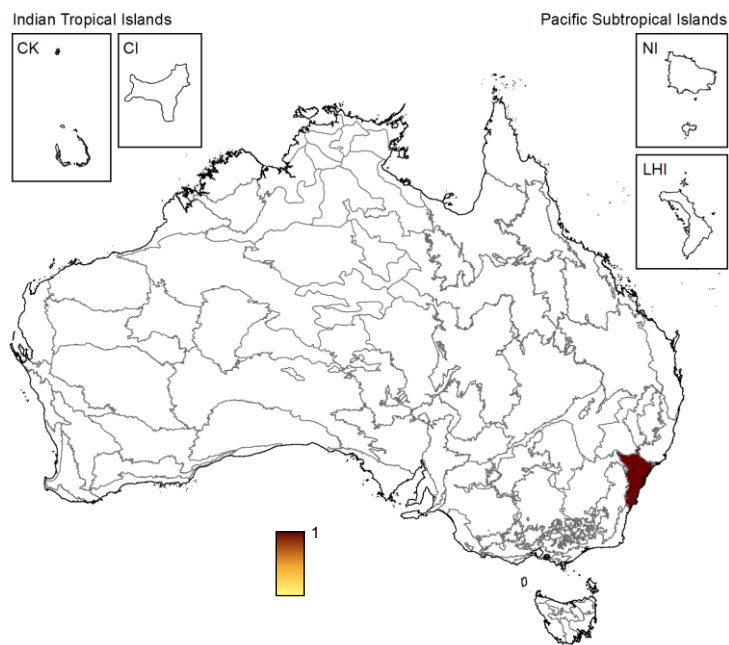 Indian Tropical Islands
Pacific Subtropical Islands
CK
CI
NI
LHI
1